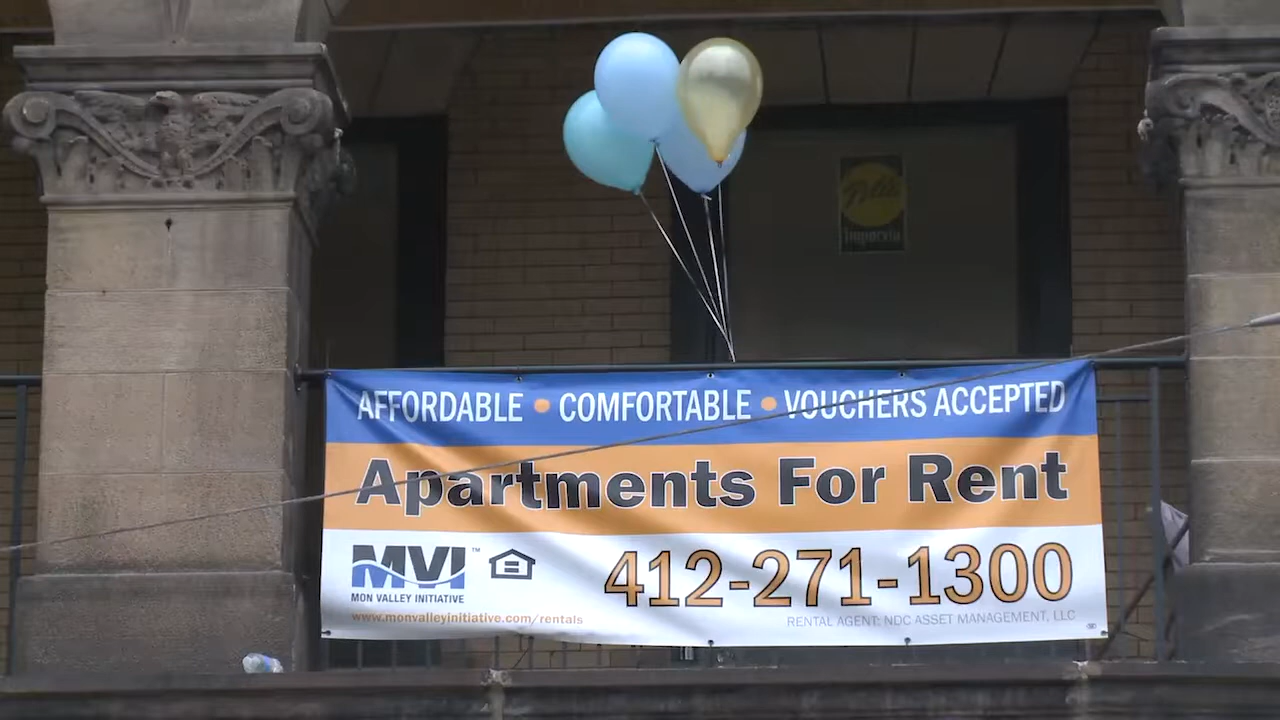 AFFORDABLE • COMFORTABLE • VOUCHERS ACCEPTED
Apartments For Rent
MVI™
MON VALLEY INITIATIVE
412-271-1300
www.monvalleyinitiative.com/rentals
RENTAL AGENT: NDC ASSET MANAGEMENT, LLC